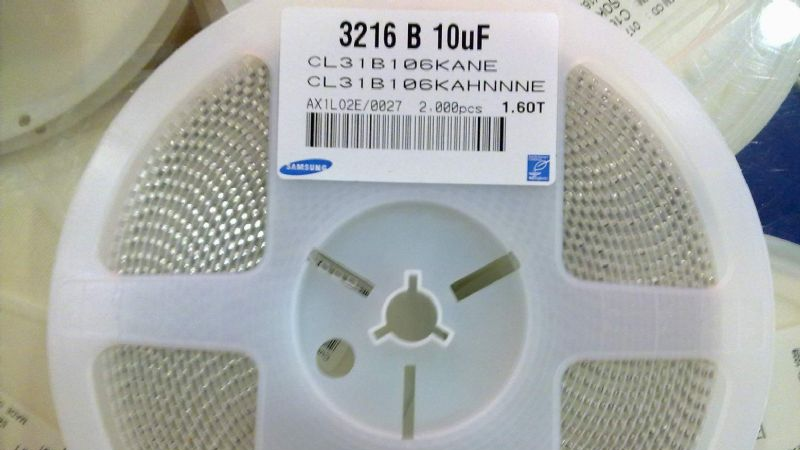 3216 B 10uF
CL31B106KANE
CL31B106KAHNNNE
AX1L02E/0027 2.000pcs 1.60T
SAMSUNG